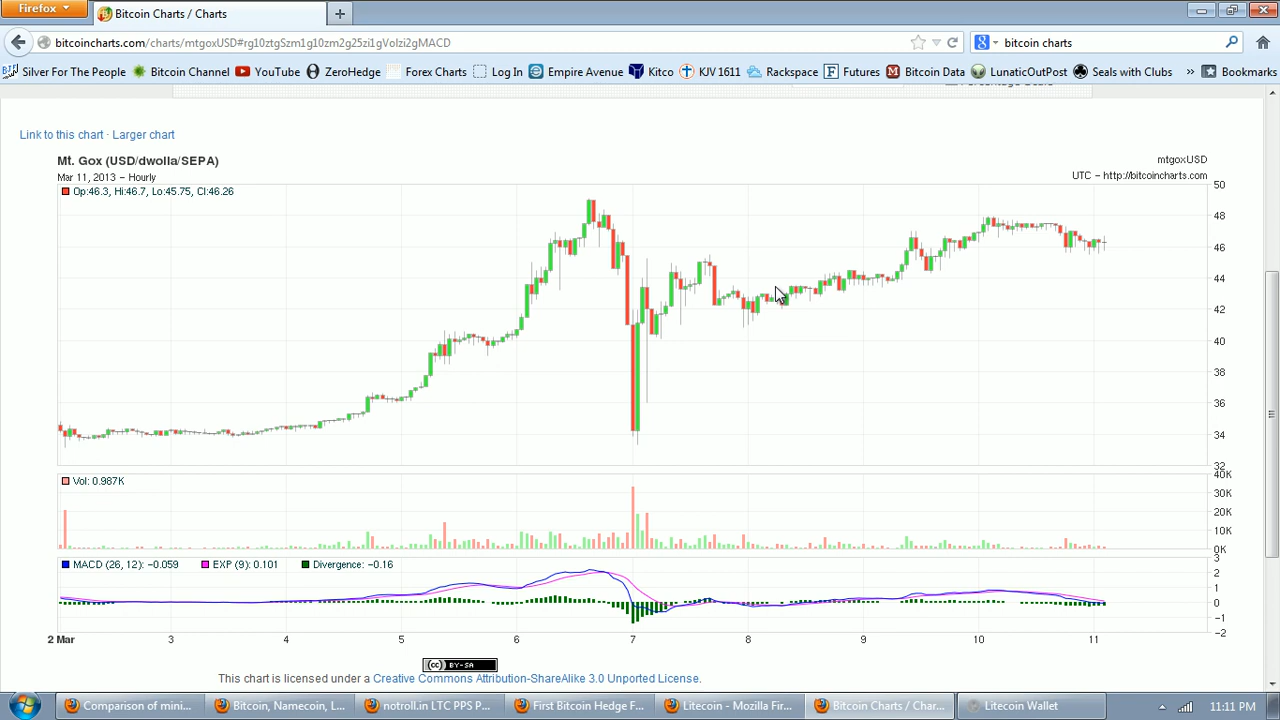 Firefox
Bitcoin Charts / Charts
bitcoincharts.com/charts/mtgoxUSD#rg10ztgSzm1g10zm2g25zi1gVolzi2gMACD
bitcoin charts
Silver For The People Bitcoin Channel YouTube ZeroHedge Forex Charts Log In Empire Avenue Kitco KJV 1611 Rackspace Futures Bitcoin Data LunaticOutPost Seals with Clubs » Bookmarks
Link to this chart · Larger chart
Mt. Gox (USD/dwolla/SEPA)
mtgoxUSD
Mar 11, 2013 – Hourly
UTC – http://bitcoincharts.com
Op:46.3, Hi:46.7, Lo:45.75, Cl:46.26
50
48
46
44
42
40
38
36
34
32
Vol: 0.987K
40K
30K
20K
10K
0K
MACD (26, 12): –0.059 EXP (9): 0.101 Divergence: –0.16
3
2
1
0
–1
–2
2 Mar 3 4 5 6 7 8 9 10 11
cc BY-SA
This chart is licensed under a Creative Commons Attribution-ShareAlike 3.0 Unported License.
Comparison of mini... Bitcoin, Namecoin, L... notroll.in LTC PPS P... First Bitcoin Hedge F... Litecoin - Mozilla Fir... Bitcoin Charts / Char... Litecoin Wallet 11:11 PM